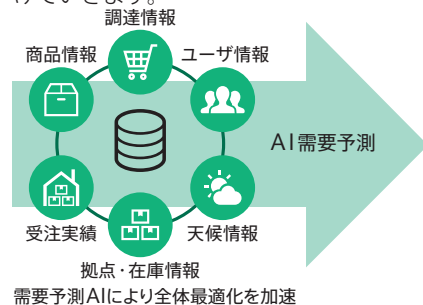 けていきます。
調達情報
商品情報
ユーザ情報
AI需要予測
受注実績
天候情報
拠点・在庫情報
需要予測AIにより全体最適化を加速